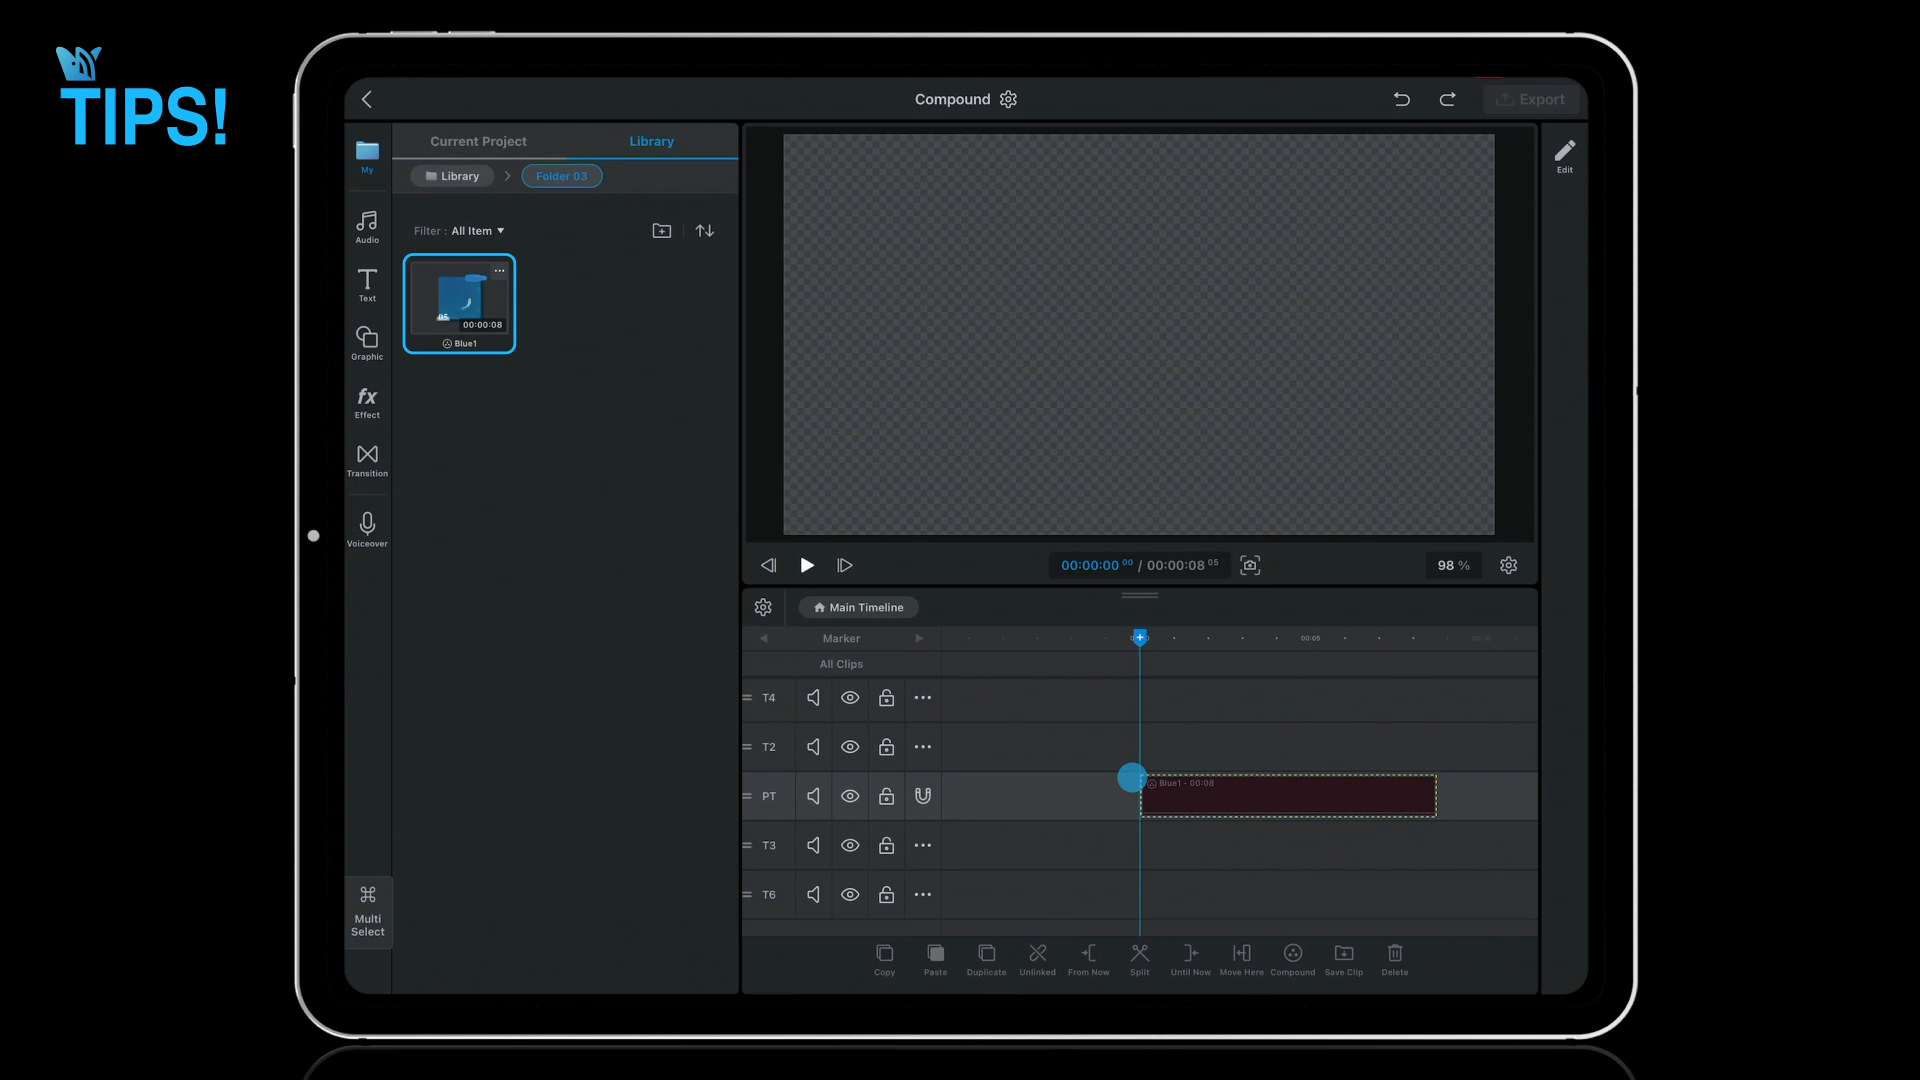 TIPS!
Compound
Export
My
Current Project
Library
Library
Folder 03
Edit
Audio
Filter : All Item
Text
05
00:00:08
Blue1
Graphic
Effect
Transition
Voiceover
00:00:00 00 / 00:00:08 05
98 %
Main Timeline
Marker
00:05
All Clips
T4
T2
PT
Blue1 - 00:08
T3
T6
Multi
Select
Copy
Paste
Duplicate
Unlinked
From Now
Split
Until Now
Move Here
Compound
Save Clip
Delete